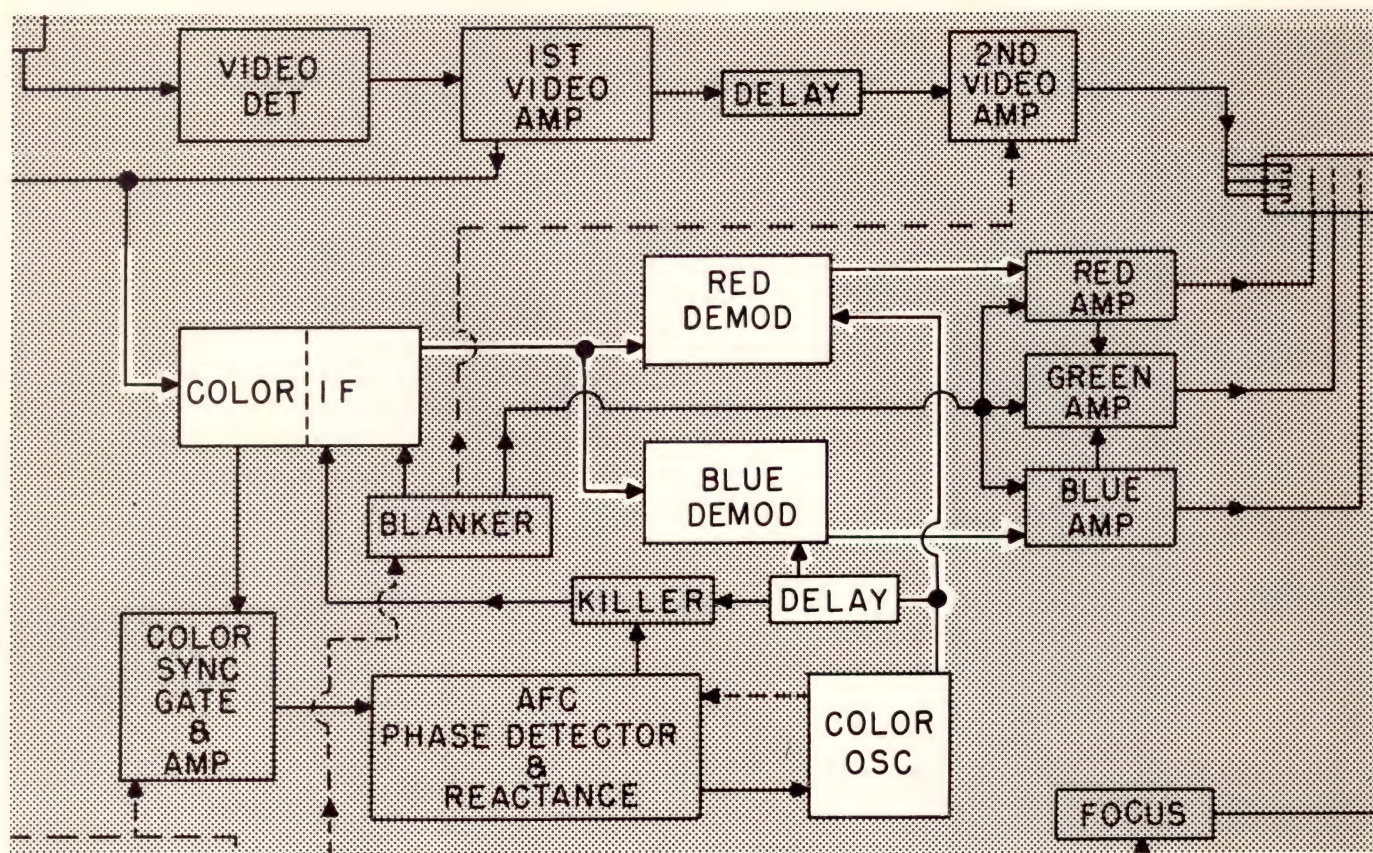 VIDEO
DET
1ST
VIDEO
AMP
DELAY
2ND
VIDEO
AMP
RED
DEMOD
RED
AMP
COLOR IF
GREEN
AMP
BLUE
DEMOD
BLUE
AMP
BLANKER
KILLER
DELAY
COLOR
SYNC
GATE
&
AMP
AFC
PHASE DETECTOR
&
REACTANCE
COLOR
OSC
FOCUS